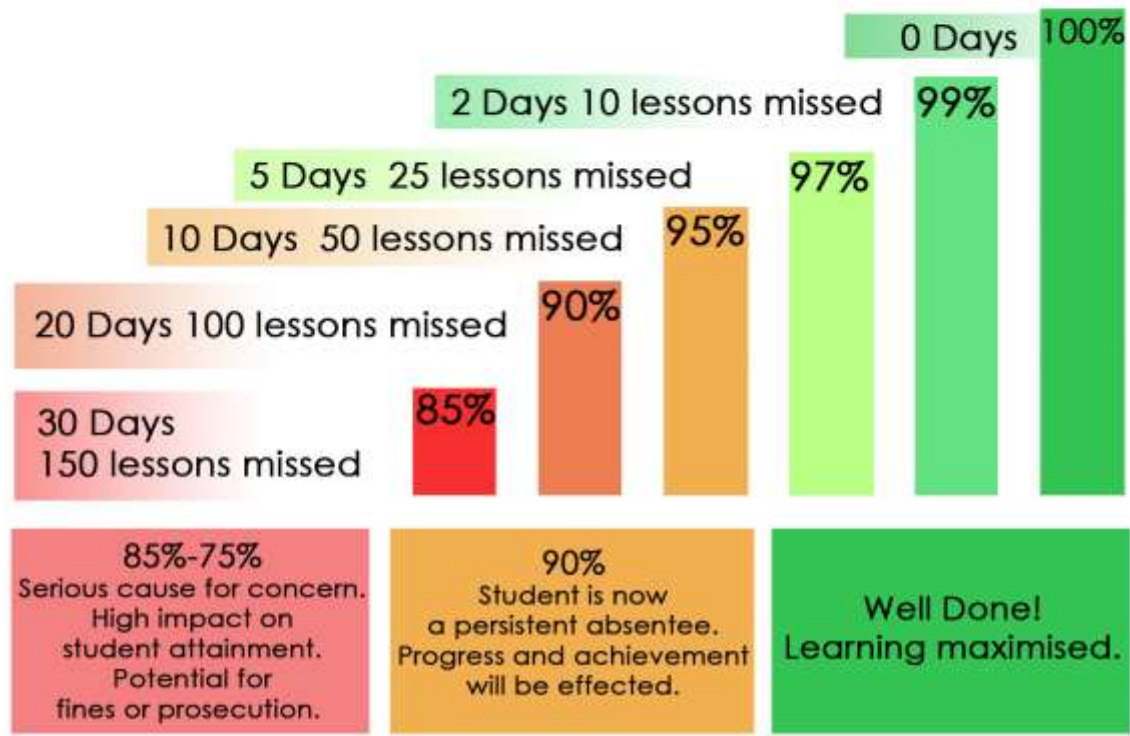 0 Days 100%
2 Days 10 lessons missed 99%
5 Days 25 lessons missed 97%
10 Days 50 lessons missed 95%
20 Days 100 lessons missed 90%
30 Days
150 lessons missed
85%
85%-75%
Serious cause for concern.
High impact on
student attainment.
Potential for
fines or prosecution.
90%
Student is now
a persistent absentee.
Progress and achievement
will be effected.
Well Done!
Learning maximised.